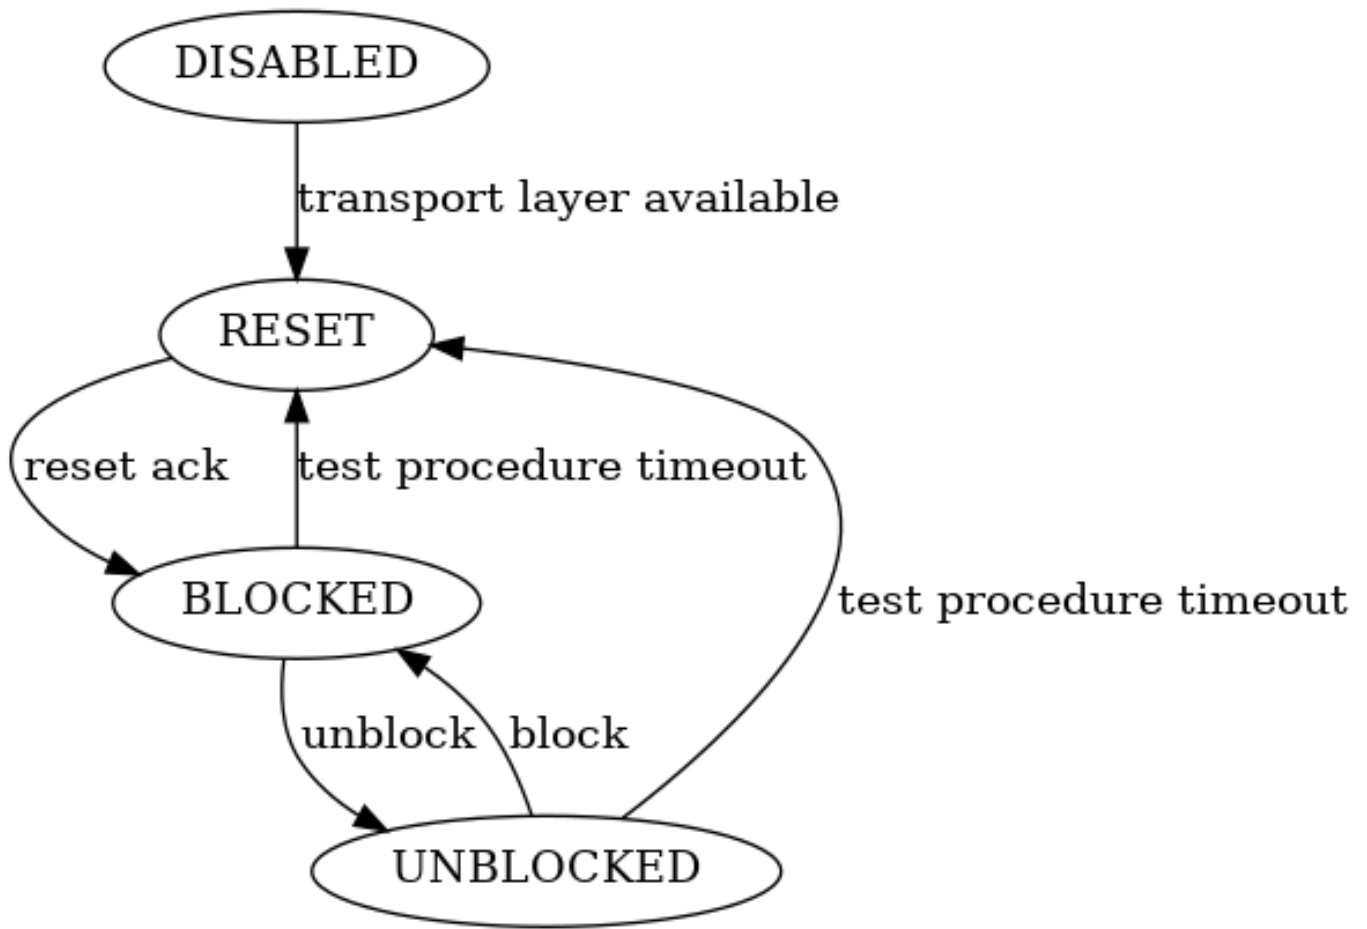 DISABLED
transport layer available
RESET
reset ack
test procedure timeout
BLOCKED
test procedure timeout
unblock
block
UNBLOCKED